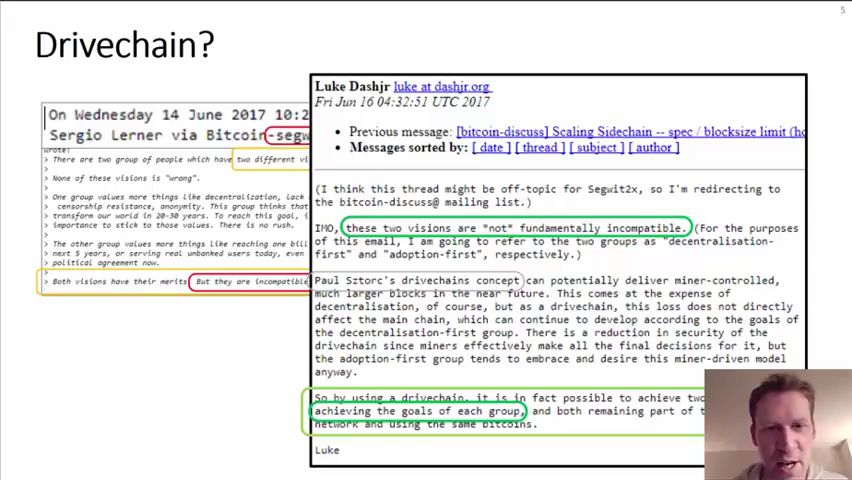 5
Drivechain?
On Wednesday 14 June 2017 10:2
Sergio Lerner via Bitcoin-segw
wrote:
> There are two group of people which have two different vi
>
> None of these visions is "wrong".
>
> One group values more things like decentralization, lack
> censorship resistance, anonymity. This group thinks that
> transform our world in 20-30 years. To reach this goal, i
> importance to stick to those values. There is no rush.
>
> The other group values more things like reaching one bill
> next 5 years, or serving real unbanked users today, even
> political agreement now.
>
> Both visions have their merits. But they are incompatible
Luke Dashjr luke at dashjr.org
Fri Jun 16 04:32:51 UTC 2017
• Previous message: [bitcoin-discuss] Scaling Sidechain -- spec / blocksize limit (ho
• Messages sorted by: [ date ] [ thread ] [ subject ] [ author ]
(I think this thread might be off-topic for Segwit2x, so I'm redirecting to
the bitcoin-discuss@ mailing list.)
IMO, these two visions are *not* fundamentally incompatible. (For the purposes
of this email, I am going to refer to the two groups as "decentralisation-
first" and "adoption-first", respectively.)
Paul Sztorc's drivechains concept can potentially deliver miner-controlled,
much larger blocks in the near future. This comes at the expense of
decentralisation, of course, but as a drivechain, this loss does not directly
affect the main chain, which can continue to develop according to the goals of
the decentralisation-first group. There is a reduction in security of the
drivechain since miners effectively make all the final decisions for it, but
the adoption-first group tends to embrace and desire this miner-driven model
anyway.
So by using a drivechain, it is in fact possible to achieve two
achieving the goals of each group, and both remaining part of t
network and using the same bitcoins.
Luke